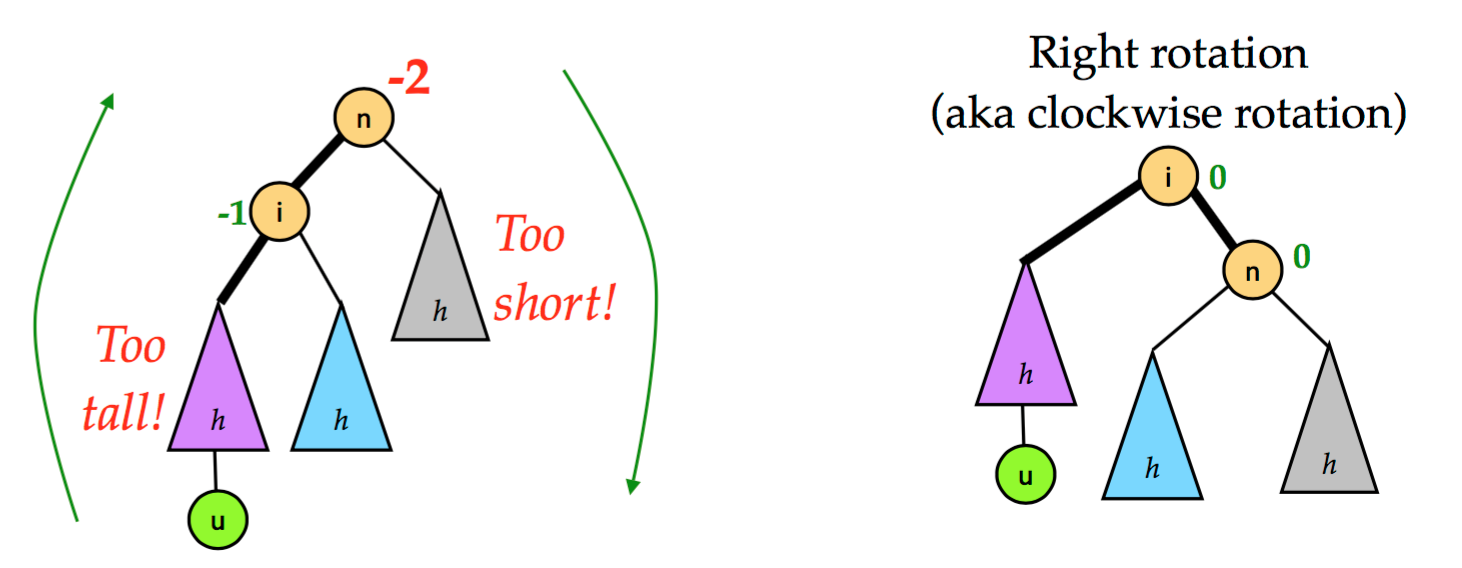 -2
n
-1
i
Too
short!
h
Too
tall!
h
h
u
Right rotation
(aka clockwise rotation)
i
0
n
0
h
h
h
u